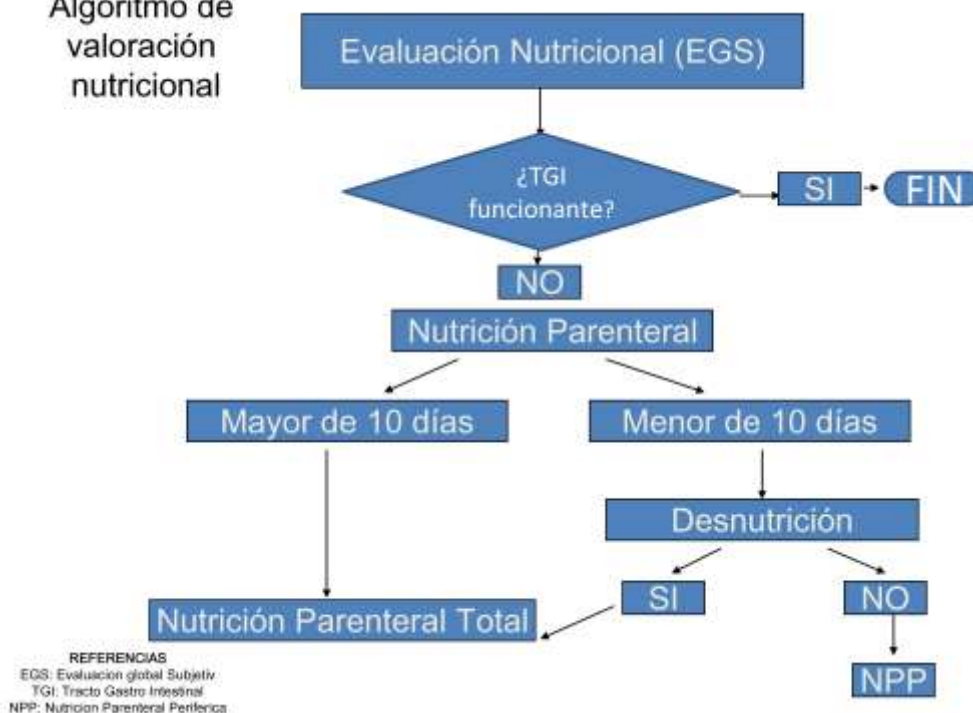 Algoritmo de
valoración
nutricional
Evaluación Nutricional (EGS)
¿TGI
funcionante?
SI
FIN
NO
Nutrición Parenteral
Mayor de 10 días
Menor de 10 días
Desnutrición
SI
NO
Nutrición Parenteral Total
NPP
REFERENCIAS
EGS: Evaluacion global Subjetiv
TGI: Tracto Gastro Intestinal
NPP: Nutricion Parenteral Periferica